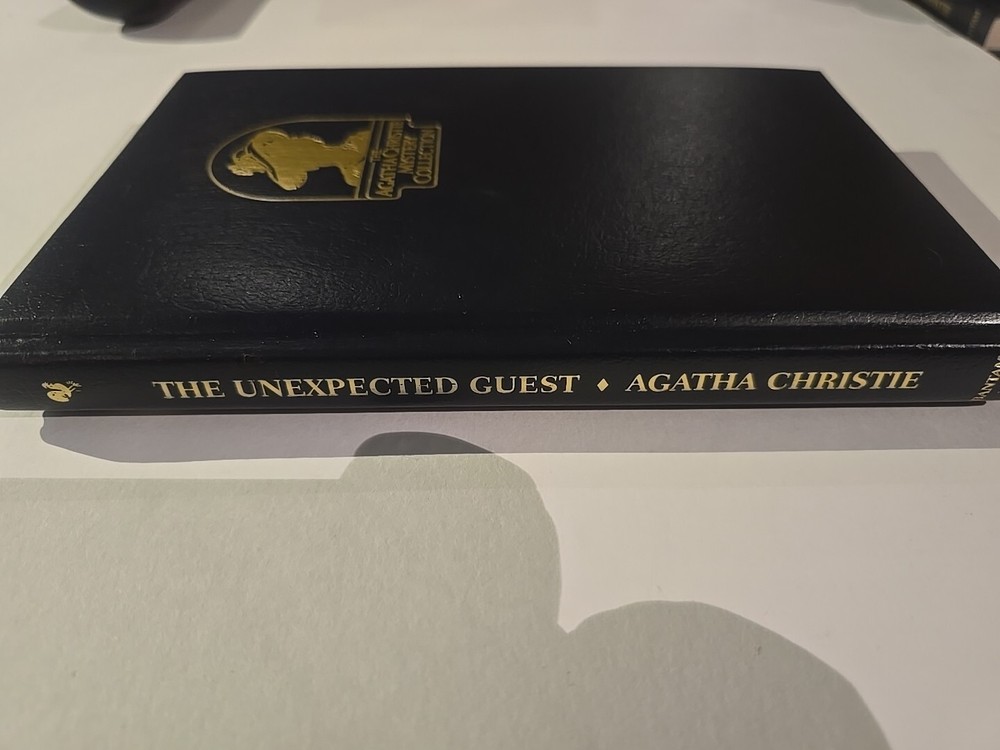 THE
AGATHA CHRISTIE
MYSTERY
COLLECTION
THE UNEXPECTED GUEST ♦ AGATHA CHRISTIE